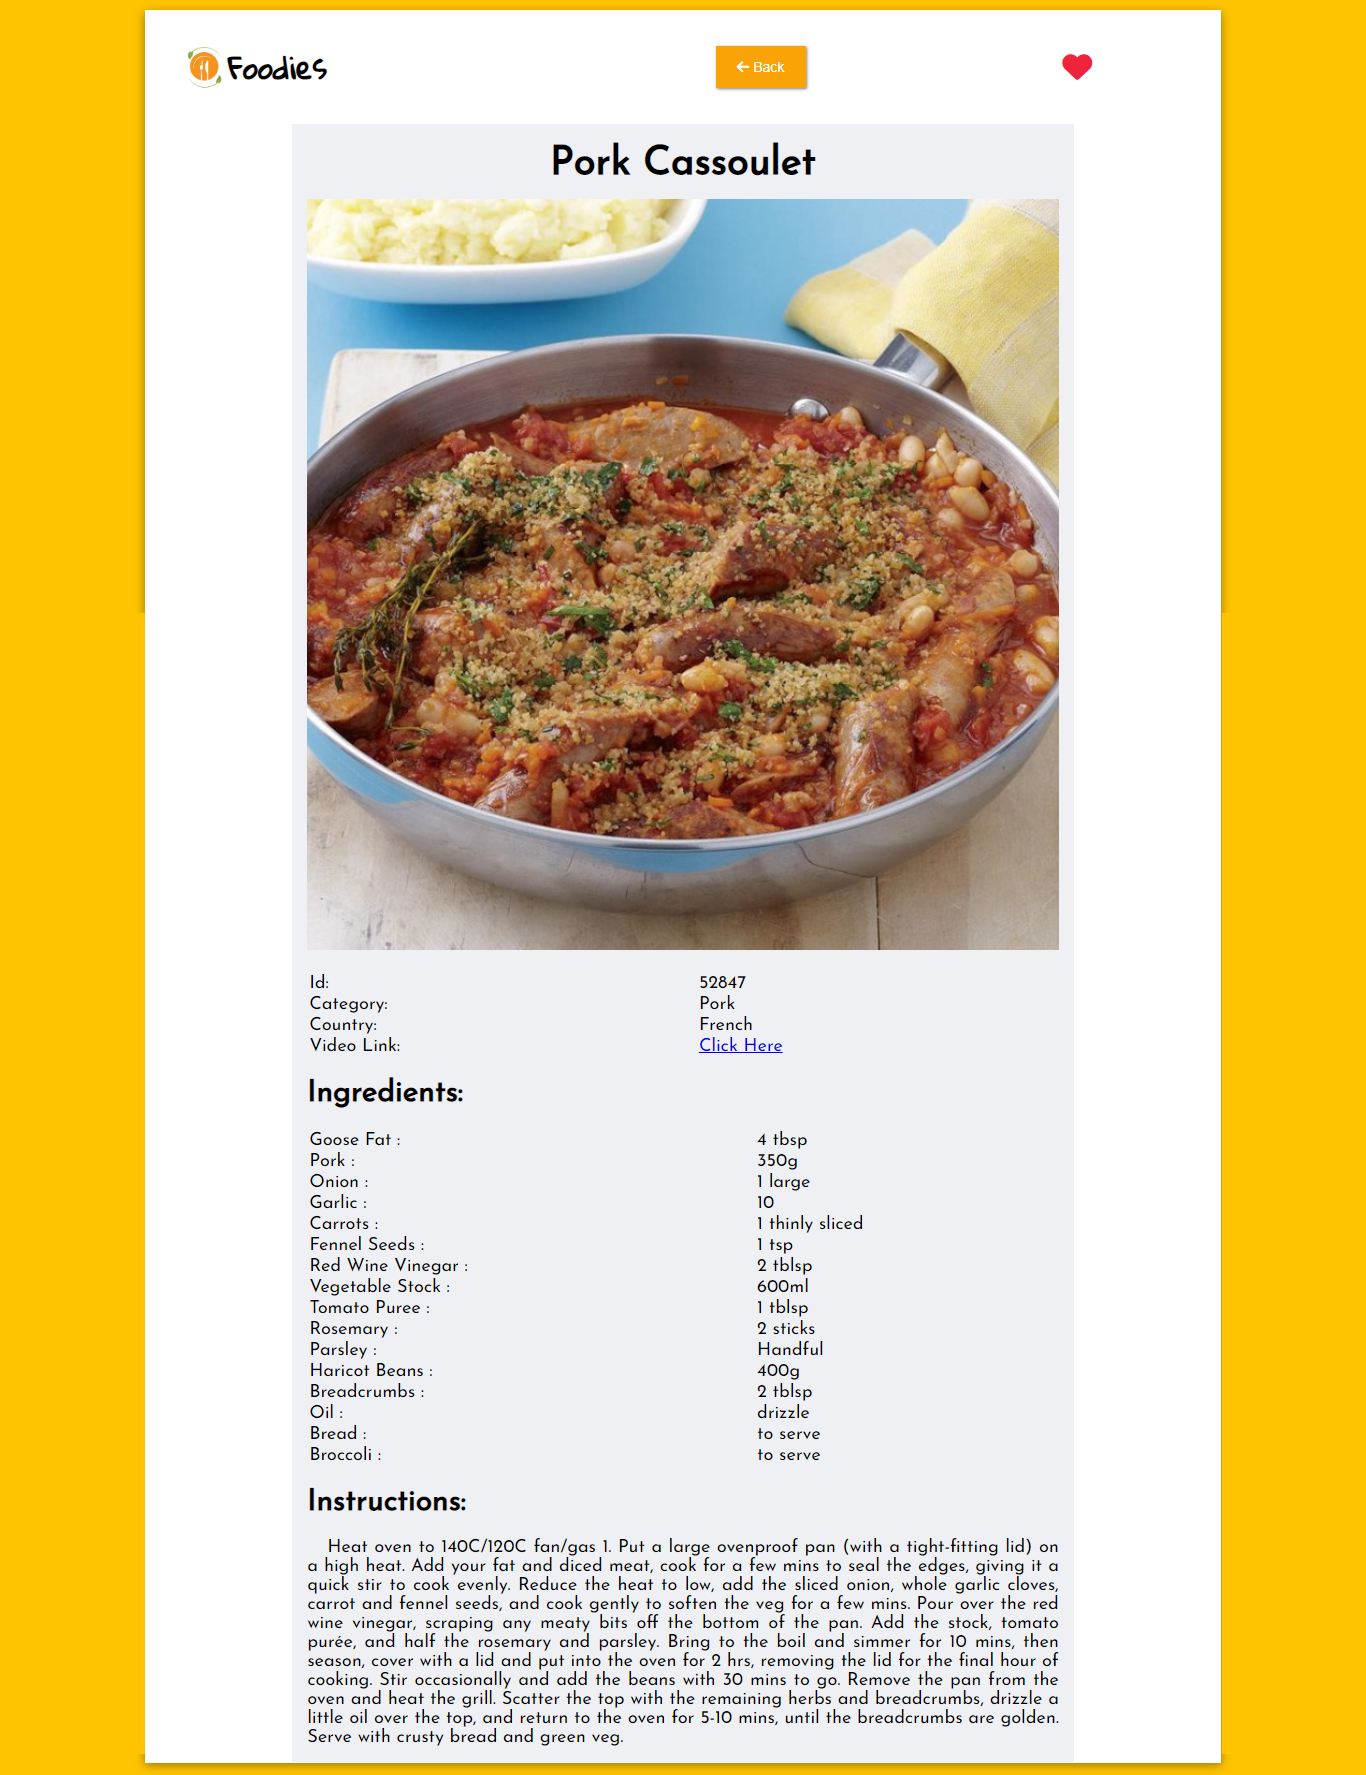 Foodies
Back
Pork Cassoulet
Id: 52847
Category: Pork
Country: French
Video Link: Click Here
Ingredients:
Goose Fat : 4 tbsp
Pork : 350g
Onion : 1 large
Garlic : 10
Carrots : 1 thinly sliced
Fennel Seeds : 1 tsp
Red Wine Vinegar : 2 tblsp
Vegetable Stock : 600ml
Tomato Puree : 1 tblsp
Rosemary : 2 sticks
Parsley : Handful
Haricot Beans : 400g
Breadcrumbs : 2 tblsp
Oil : drizzle
Bread : to serve
Broccoli : to serve
Instructions:
Heat oven to 140C/120C fan/gas 1. Put a large ovenproof pan (with a tight-fitting lid) on
a high heat. Add your fat and diced meat, cook for a few mins to seal the edges, giving it a
quick stir to cook evenly. Reduce the heat to low, add the sliced onion, whole garlic cloves,
carrot and fennel seeds, and cook gently to soften the veg for a few mins. Pour over the red
wine vinegar, scraping any meaty bits off the bottom of the pan. Add the stock, tomato
purée, and half the rosemary and parsley. Bring to the boil and simmer for 10 mins, then
season, cover with a lid and put into the oven for 2 hrs, removing the lid for the final hour of
cooking. Stir occasionally and add the beans with 30 mins to go. Remove the pan from the
oven and heat the grill. Scatter the top with the remaining herbs and breadcrumbs, drizzle a
little oil over the top, and return to the oven for 5-10 mins, until the breadcrumbs are golden.
Serve with crusty bread and green veg.